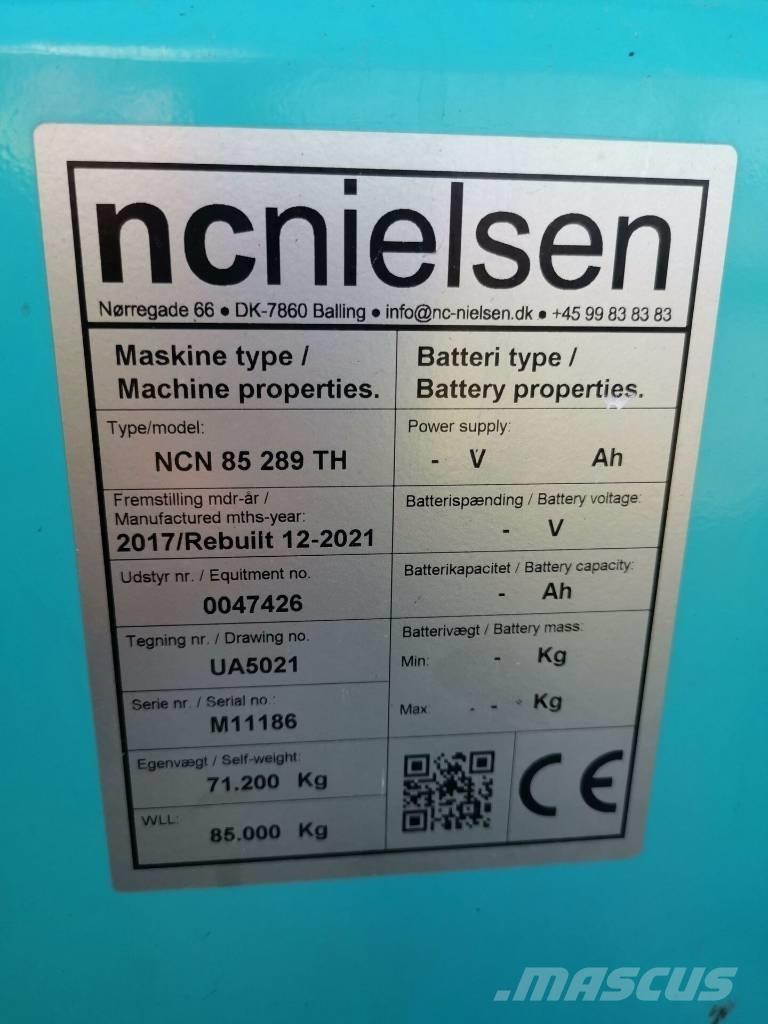 ncnielsen
Nørregade 66 • DK-7860 Balling • info@nc-nielsen.dk • +45 99 83 83 83
Maskine type /
Machine properties.
Type/model:
NCN 85 289 TH
Fremstilling mdr-år /
Manufactured mths-year:
2017/Rebuilt 12-2021
Udstyr nr. / Equitment no.
0047426
Tegning nr. / Drawing no.
UA5021
Serie nr. / Serial no.:
M11186
Egenvægt / Self-weight:
71.200 Kg
WLL:
85.000 Kg
Batteri type /
Battery properties.
Power supply:
- V Ah
Batterispænding / Battery voltage:
- V
Batterikapacitet / Battery capacity:
- Ah
Batterivægt / Battery mass:
Min: - Kg
Max: - - - Kg
CE
MASCUS